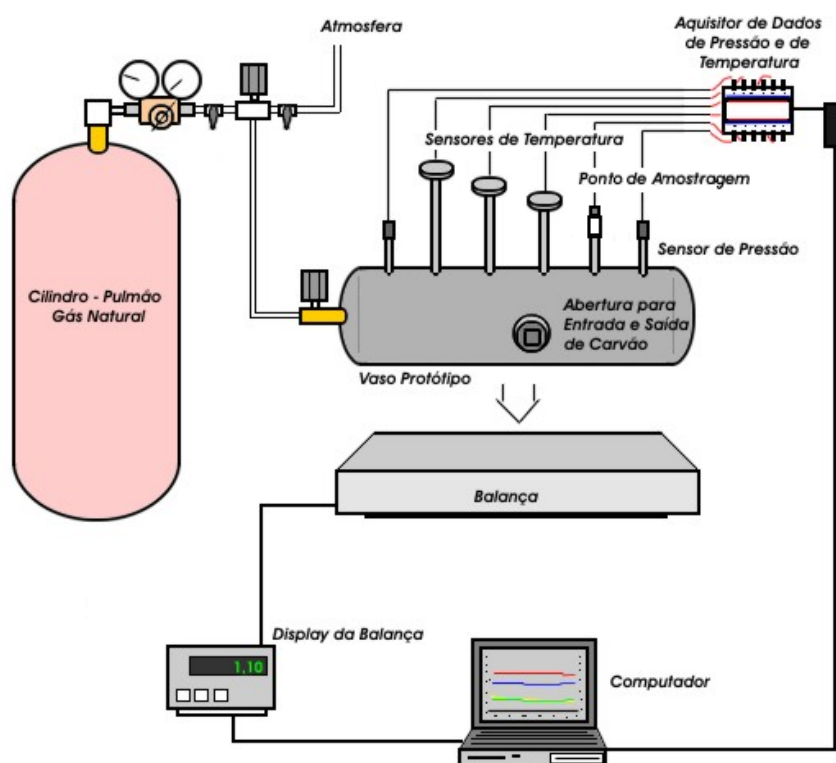 Atmosfera
Aquisitor de Dados
de Pressão e de
Temperatura
Sensores de Temperatura
Ponto de Amostragem
Sensor de Pressão
Cilindro - Pulmão
Gás Natural
Abertura para
Entrada e Saída
de Carvão
Vaso Protótipo
Balança
Display da Balança
1,10
Computador